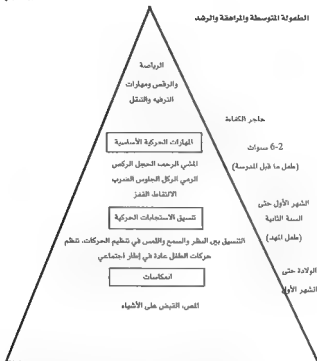 الطفولة المتوسطة والمراهقة والرشد
الرياضة
والرقص ومهارات
الترفيه والتنقل
حاجز الكفاءة
المهارات الحركية الأساسية
2-6 سنوات
المشي الزحف الحجل الركض
(طفل ما قبل المدرسة)
الرمي الركل الجلوس الضرب
الالتقاط القفز
الشهر الأول حتى
السنة الثانية
تنسيق الاستجابات الحركية
(طفل المهد)
التنسيق بين النظر والسمع واللمس في تنظيم الحركات، تنظم
حركات الطفل عادة في إطار اجتماعي
الولادة حتى
انعكاسات
الشهر الأول
المص، القبض على الأشياء